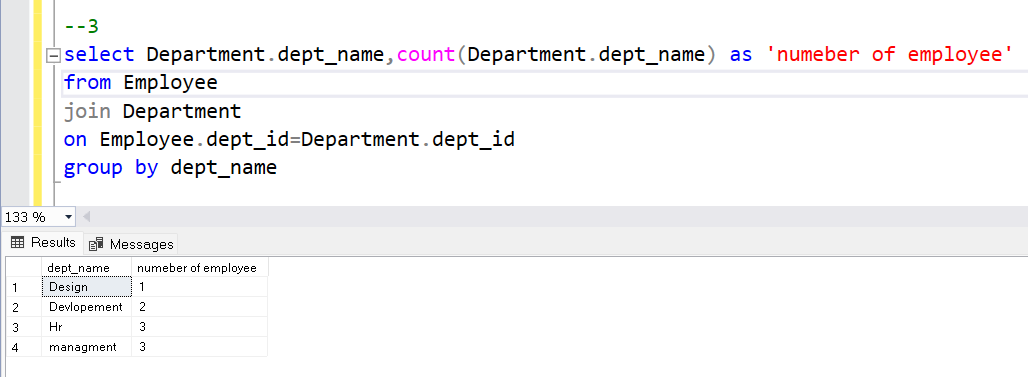 --3
select Department.dept_name,count(Department.dept_name) as 'numeber of employee'
from Employee
join Department
on Employee.dept_id=Department.dept_id
group by dept_name
133 %
Results Messages
dept_name numeber of employee
1 Design 1
2 Devlopement 2
3 Hr 3
4 managment 3